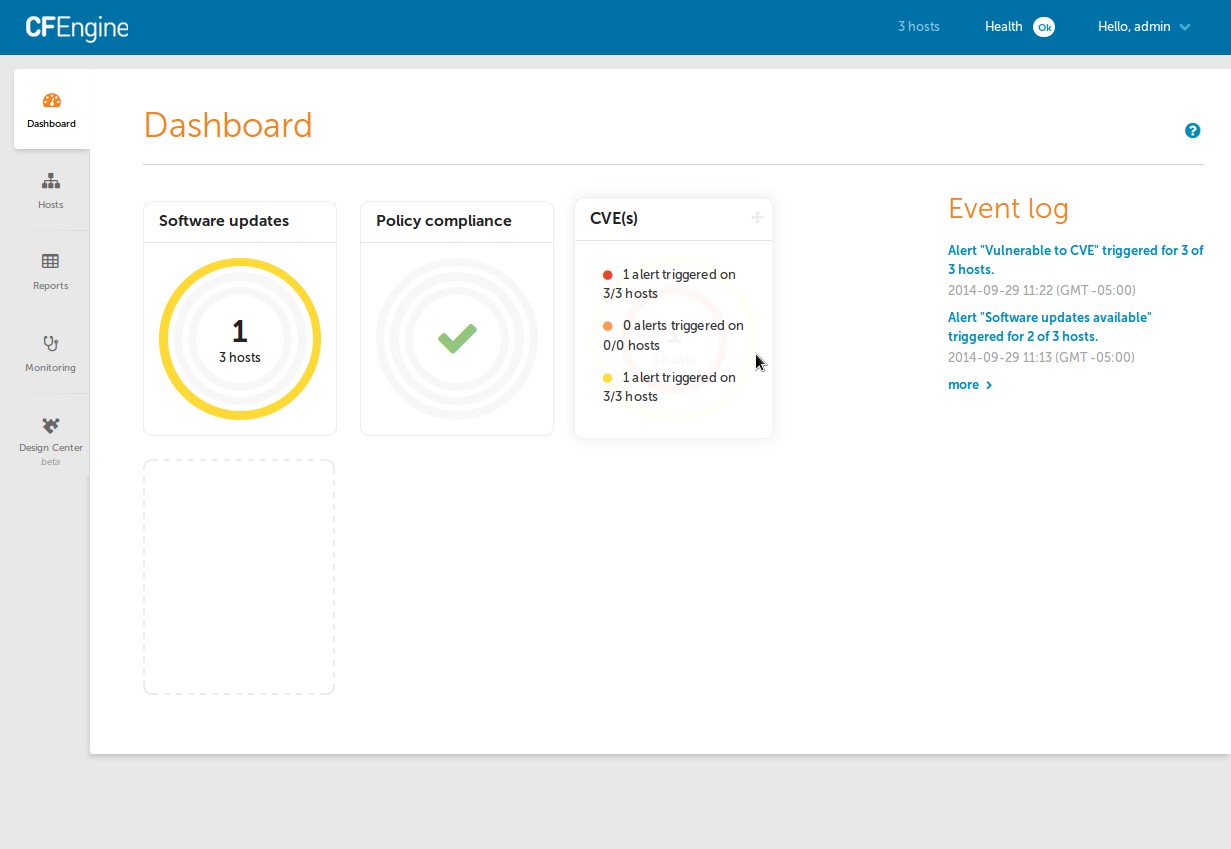 CFEngine
3 hosts
Health
Ok
Hello, admin
Dashboard
Hosts
Reports
Monitoring
Design Center
beta
Dashboard
?
Software updates
1
3 hosts
Policy compliance
CVE(s)
1 alert triggered on
3/3 hosts
0 alerts triggered on
0/0 hosts
1 alert triggered on
3/3 hosts
Event log
Alert "Vulnerable to CVE" triggered for 3 of
3 hosts.
2014-09-29 11:22 (GMT -05:00)
Alert "Software updates available"
triggered for 2 of 3 hosts.
2014-09-29 11:13 (GMT -05:00)
more